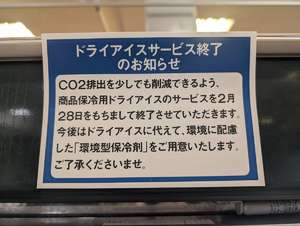 ドライアイスサービス終了
のお知らせ
CO2排出を少しでも削減できるよう、
商品保冷用ドライアイスのサービスを2月
28日をもちまして終了させていただきます。
今後はドライアイスに代えて、環境に配慮
した「環境型保冷剤」をご用意いたします。
ご了承くださいませ。